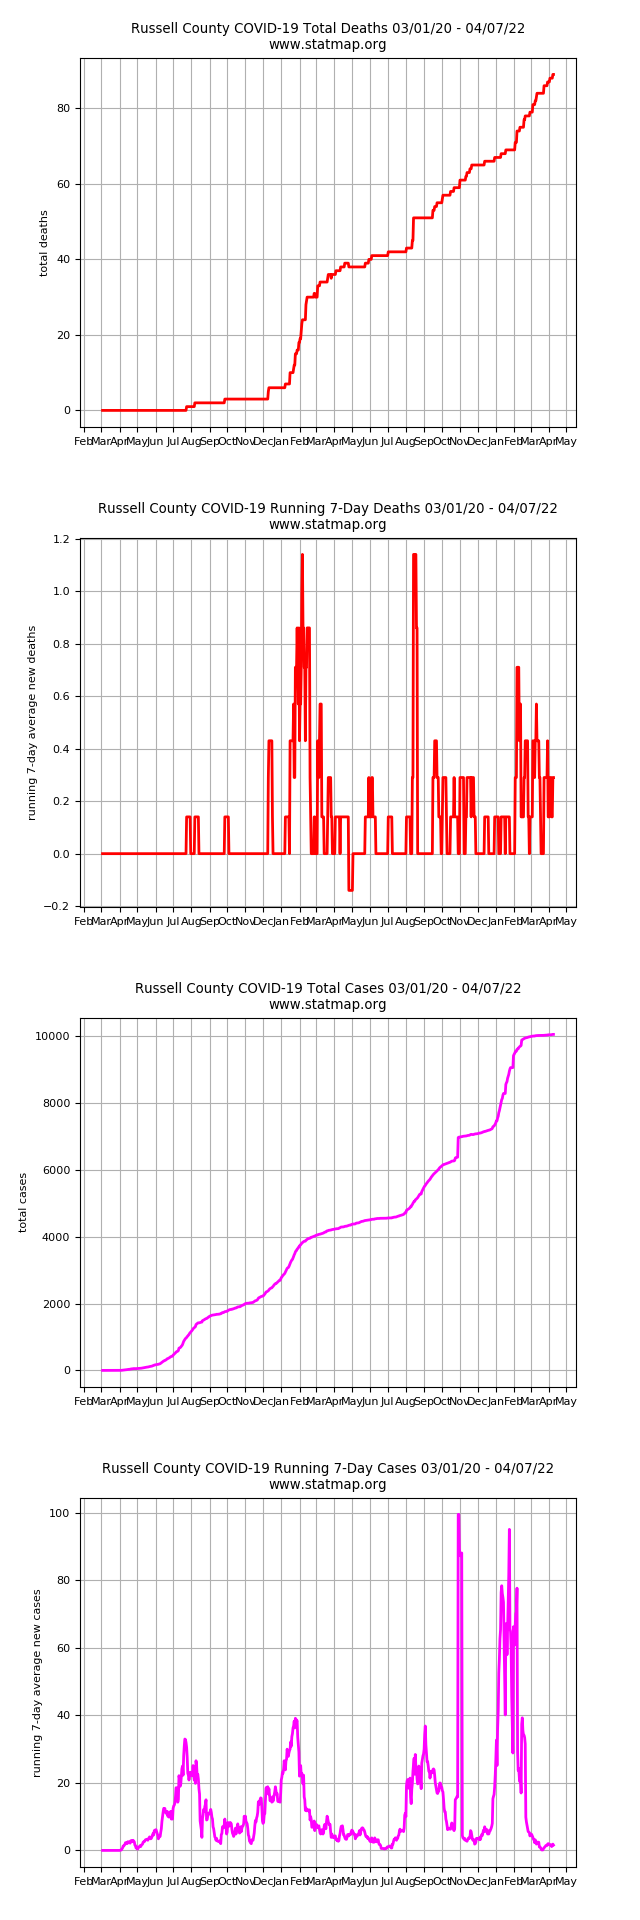 Russell County COVID-19 Total Deaths 03/01/20 - 04/07/22
www.statmap.org
total deaths
80
60
40
20
0
Feb Mar Apr May Jun Jul Aug Sep Oct Nov Dec Jan Feb Mar Apr May Jun Jul Aug Sep Oct Nov Dec Jan Feb Mar Apr May
Russell County COVID-19 Running 7-Day Deaths 03/01/20 - 04/07/22
www.statmap.org
running 7-day average new deaths
1.2
1.0
0.8
0.6
0.4
0.2
0.0
−0.2
Feb Mar Apr May Jun Jul Aug Sep Oct Nov Dec Jan Feb Mar Apr May Jun Jul Aug Sep Oct Nov Dec Jan Feb Mar Apr May
Russell County COVID-19 Total Cases 03/01/20 - 04/07/22
www.statmap.org
total cases
10000
8000
6000
4000
2000
0
Feb Mar Apr May Jun Jul Aug Sep Oct Nov Dec Jan Feb Mar Apr May Jun Jul Aug Sep Oct Nov Dec Jan Feb Mar Apr May
Russell County COVID-19 Running 7-Day Cases 03/01/20 - 04/07/22
www.statmap.org
running 7-day average new cases
100
80
60
40
20
0
Feb Mar Apr May Jun Jul Aug Sep Oct Nov Dec Jan Feb Mar Apr May Jun Jul Aug Sep Oct Nov Dec Jan Feb Mar Apr May